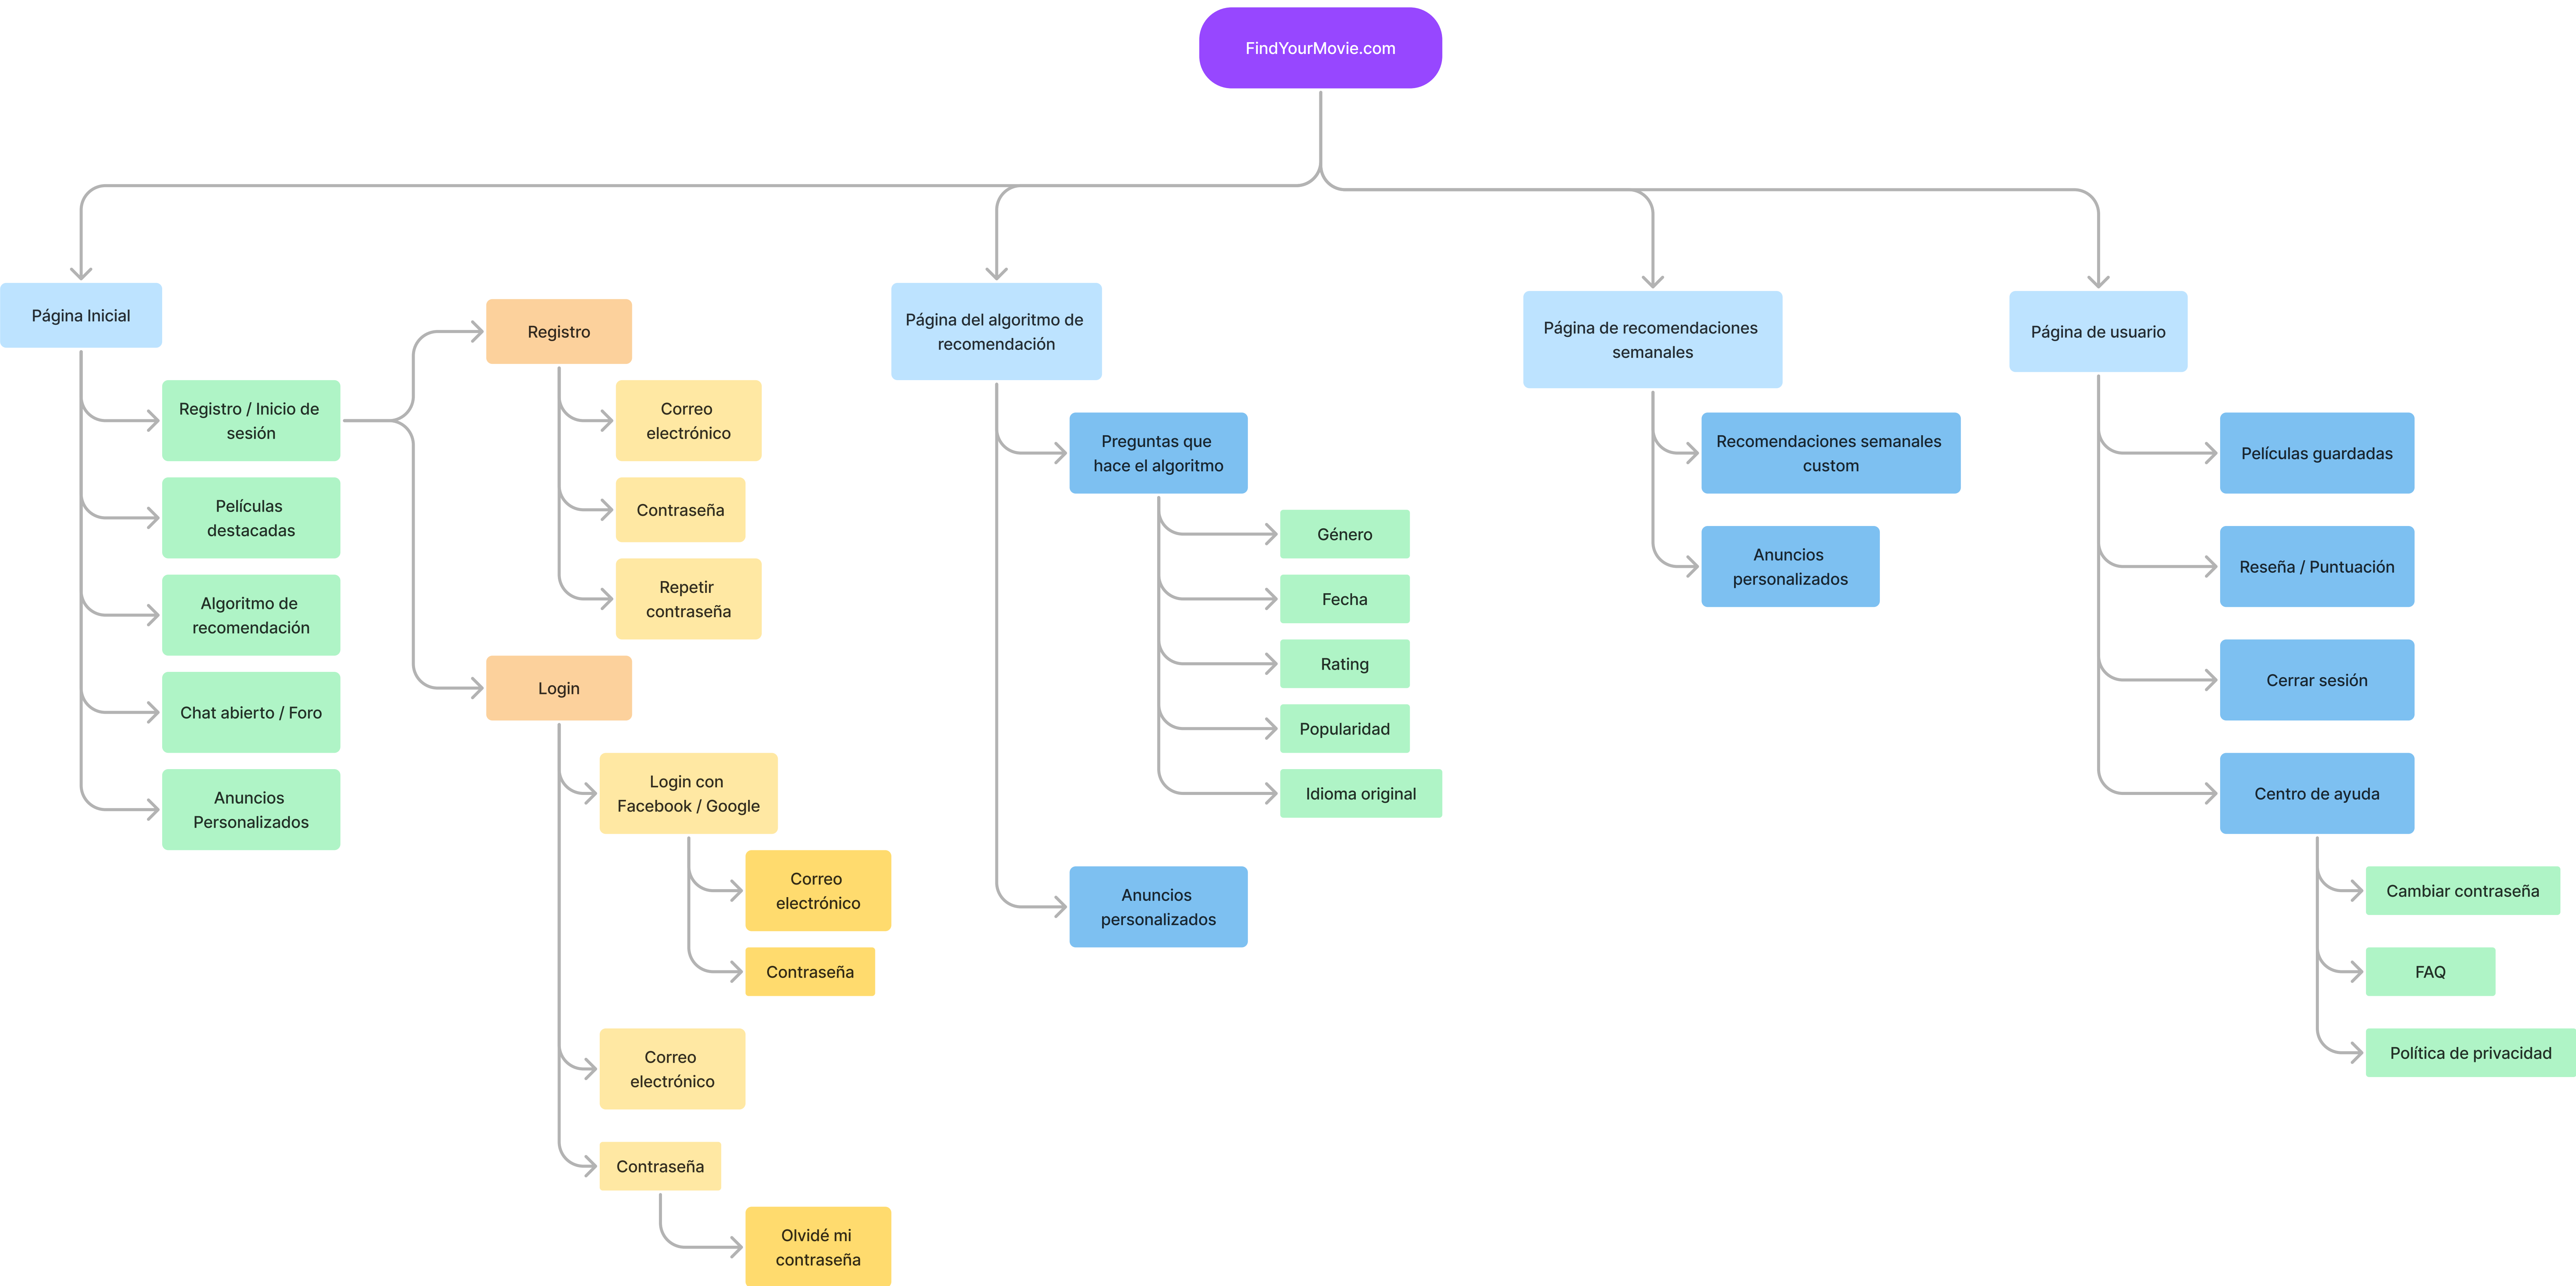 FindYourMovie.com
Página Inicial
Registro / Inicio de
sesión
Películas
destacadas
Algoritmo de
recomendación
Chat abierto / Foro
Anuncios
Personalizados
Registro
Correo
electrónico
Contraseña
Repetir
contraseña
Login
Login con
Facebook / Google
Correo
electrónico
Contraseña
Correo
electrónico
Contraseña
Olvidé mi
contraseña
Página del algoritmo de
recomendación
Preguntas que
hace el algoritmo
Género
Fecha
Rating
Popularidad
Idioma original
Anuncios
personalizados
Página de recomendaciones
semanales
Recomendaciones semanales
custom
Anuncios
personalizados
Página de usuario
Películas guardadas
Reseña / Puntuación
Cerrar sesión
Centro de ayuda
Cambiar contraseña
FAQ
Política de privacidad